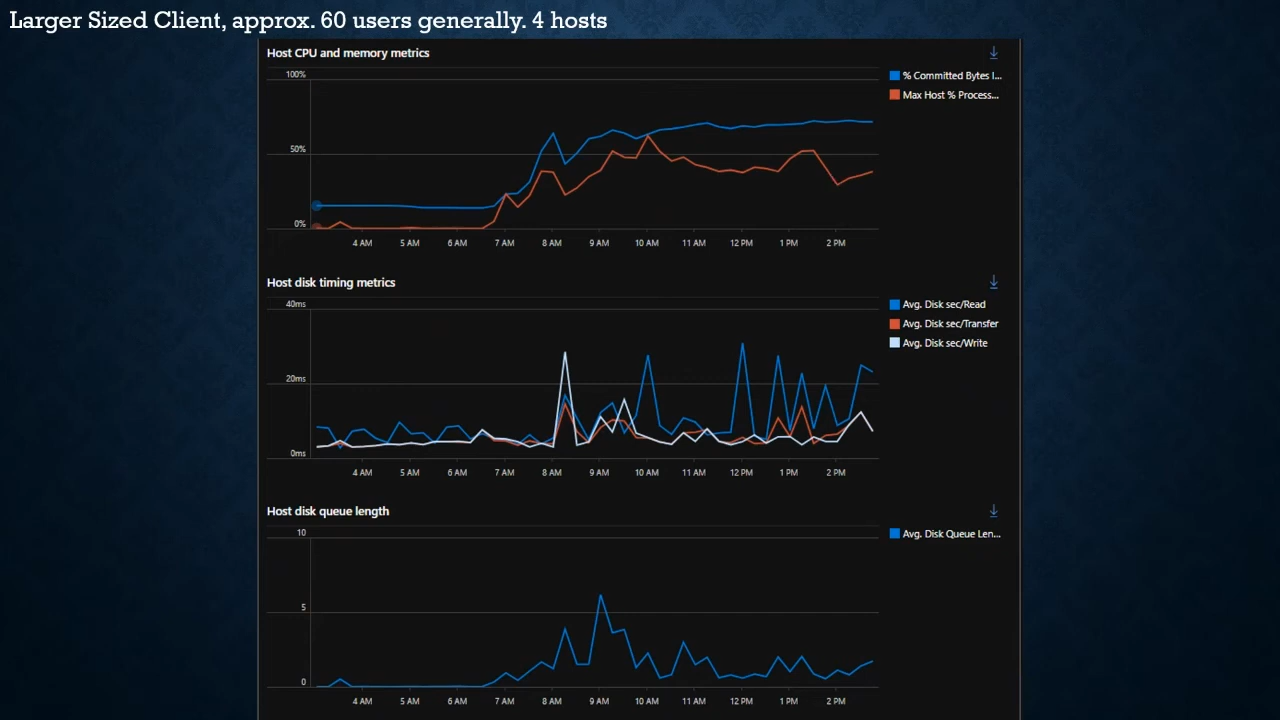 Larger Sized Client, approx. 60 users generally. 4 hosts
Host CPU and memory metrics
100%
50%
0%
4 AM 5 AM 6 AM 7 AM 8 AM 9 AM 10 AM 11 AM 12 PM 1 PM 2 PM
% Committed Bytes I...
Max Host % Process...
Host disk timing metrics
40ms
20ms
0ms
4 AM 5 AM 6 AM 7 AM 8 AM 9 AM 10 AM 11 AM 12 PM 1 PM 2 PM
Avg. Disk sec/Read
Avg. Disk sec/Transfer
Avg. Disk sec/Write
Host disk queue length
10
5
0
4 AM 5 AM 6 AM 7 AM 8 AM 9 AM 10 AM 11 AM 12 PM 1 PM 2 PM
Avg. Disk Queue Len...